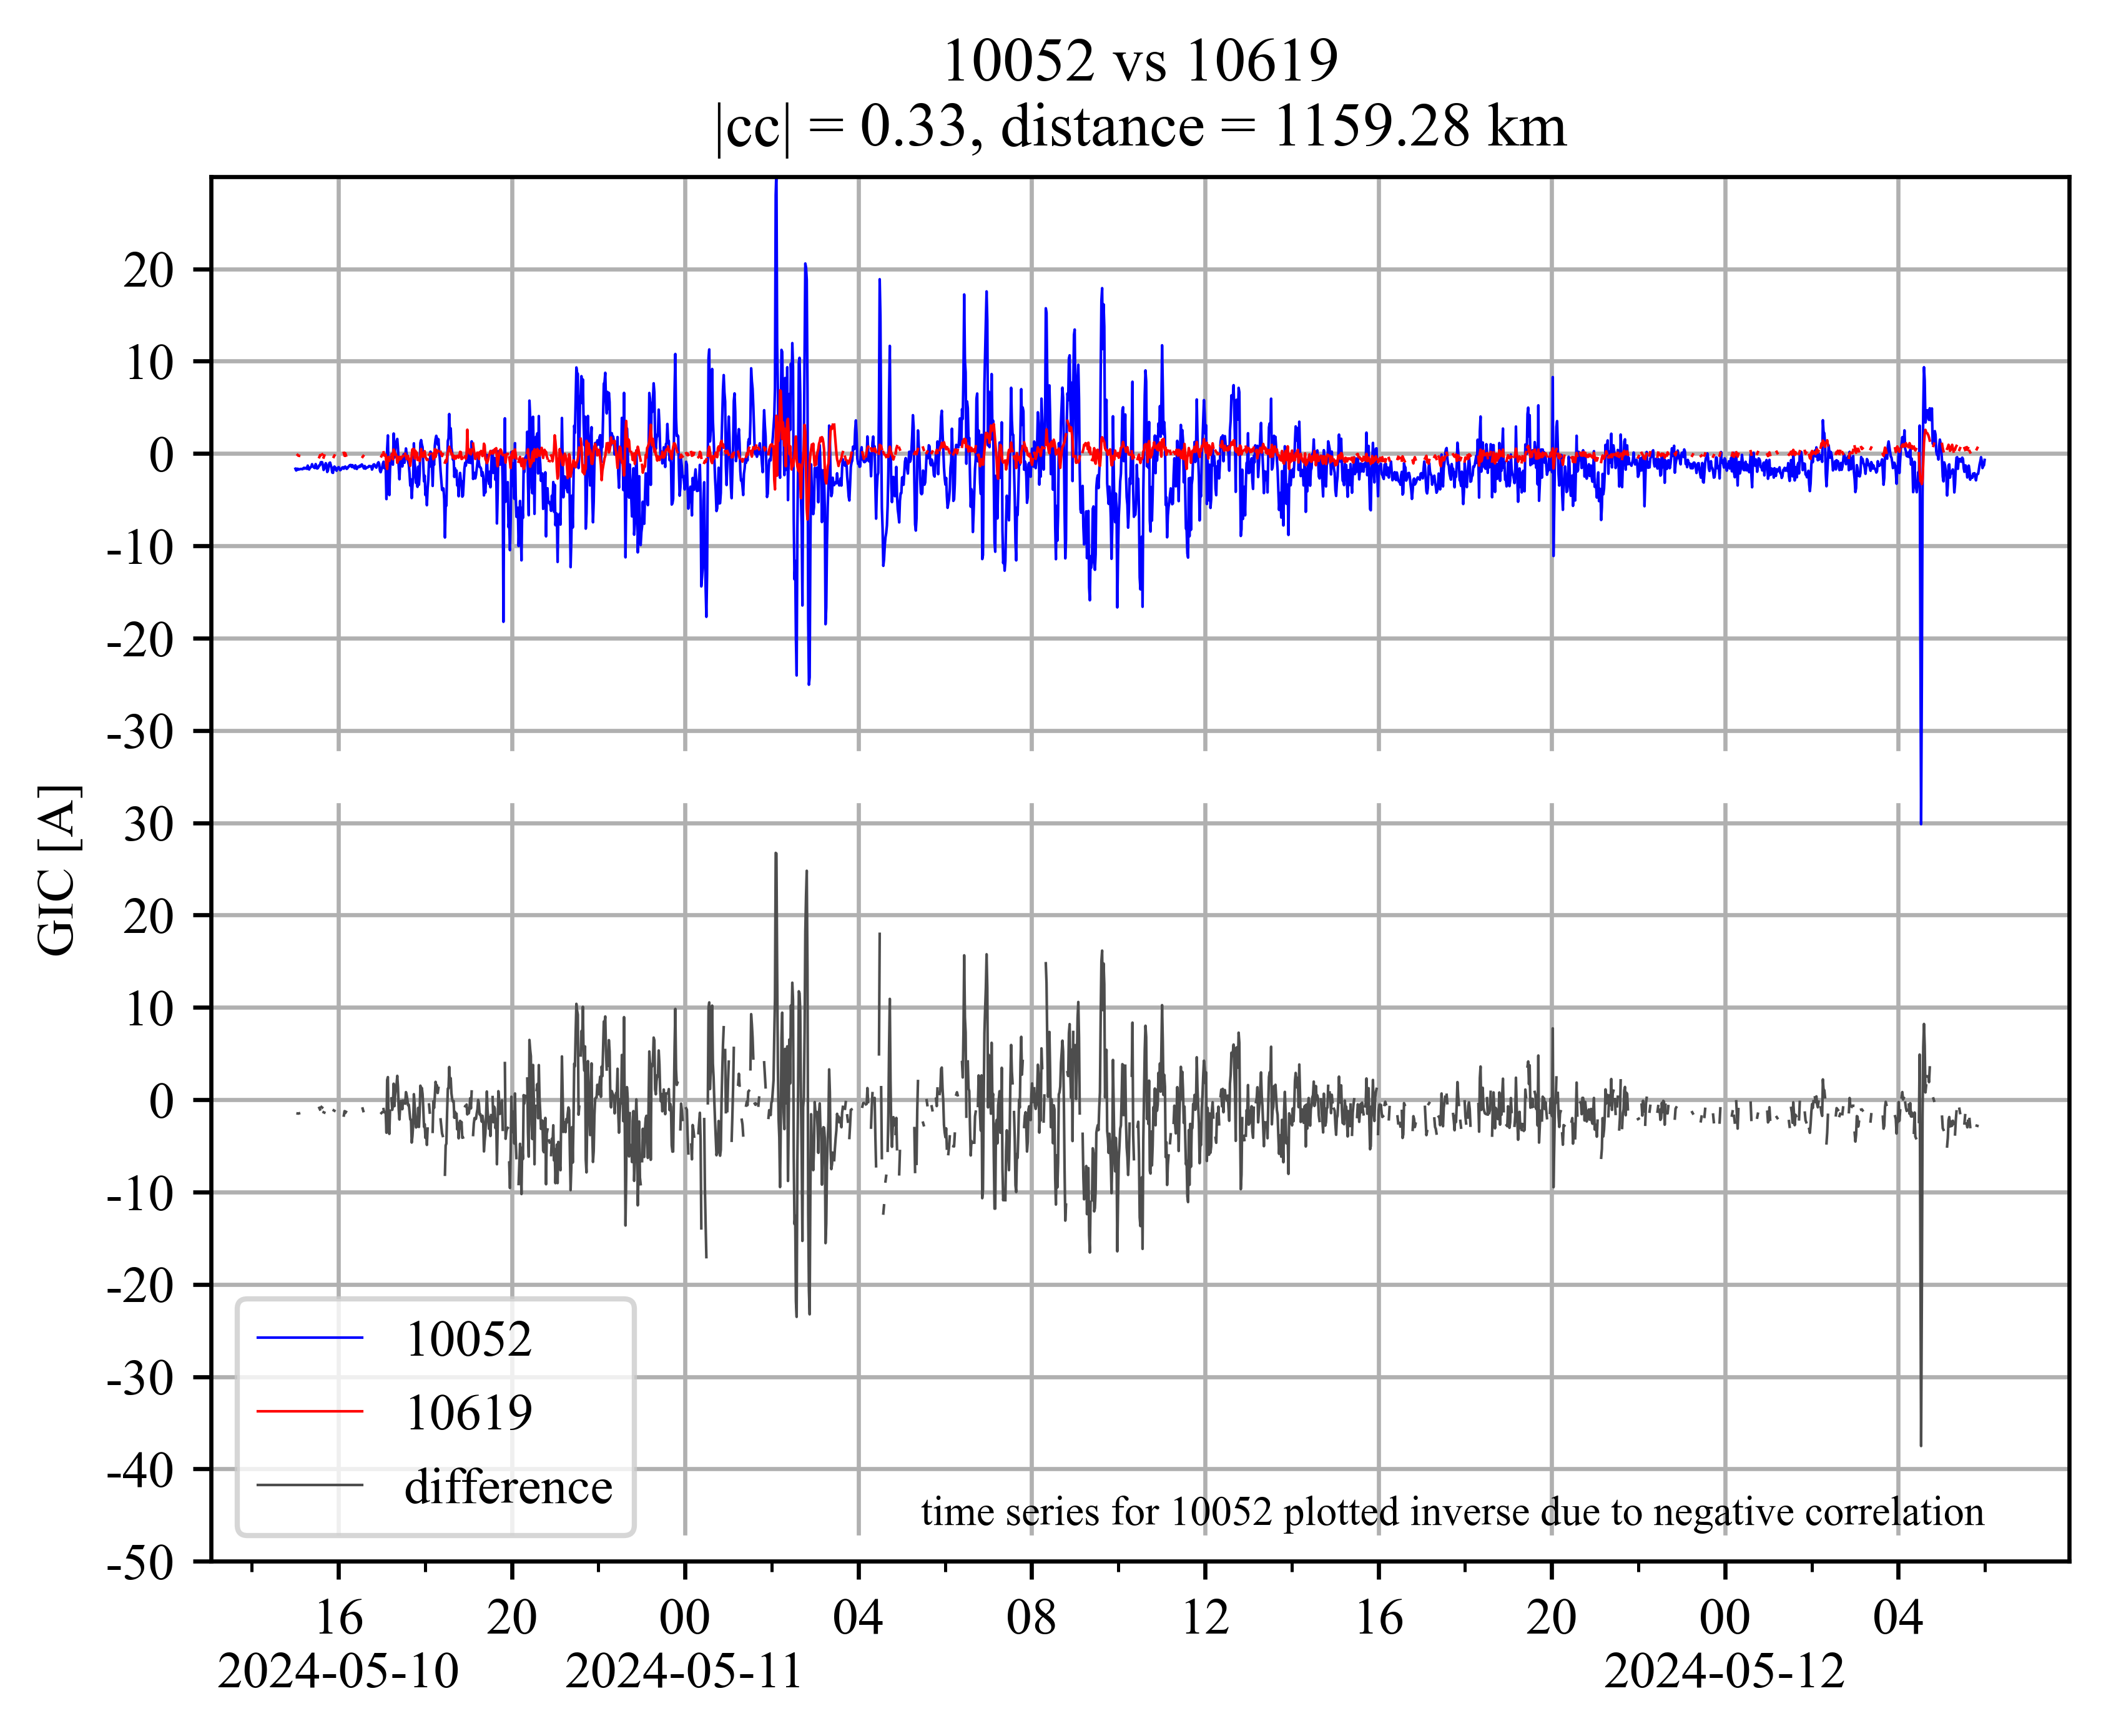 10052 vs 10619
|cc| = 0.33, distance = 1159.28 km
GIC [A]
20
10
0
-10
-20
-30
30
20
10
0
-10
-20
-30
-40
-50
10052
10619
difference
time series for 10052 plotted inverse due to negative correlation
16 20 00 04 08 12 16 20 00 04
2024-05-10 2024-05-11 2024-05-12